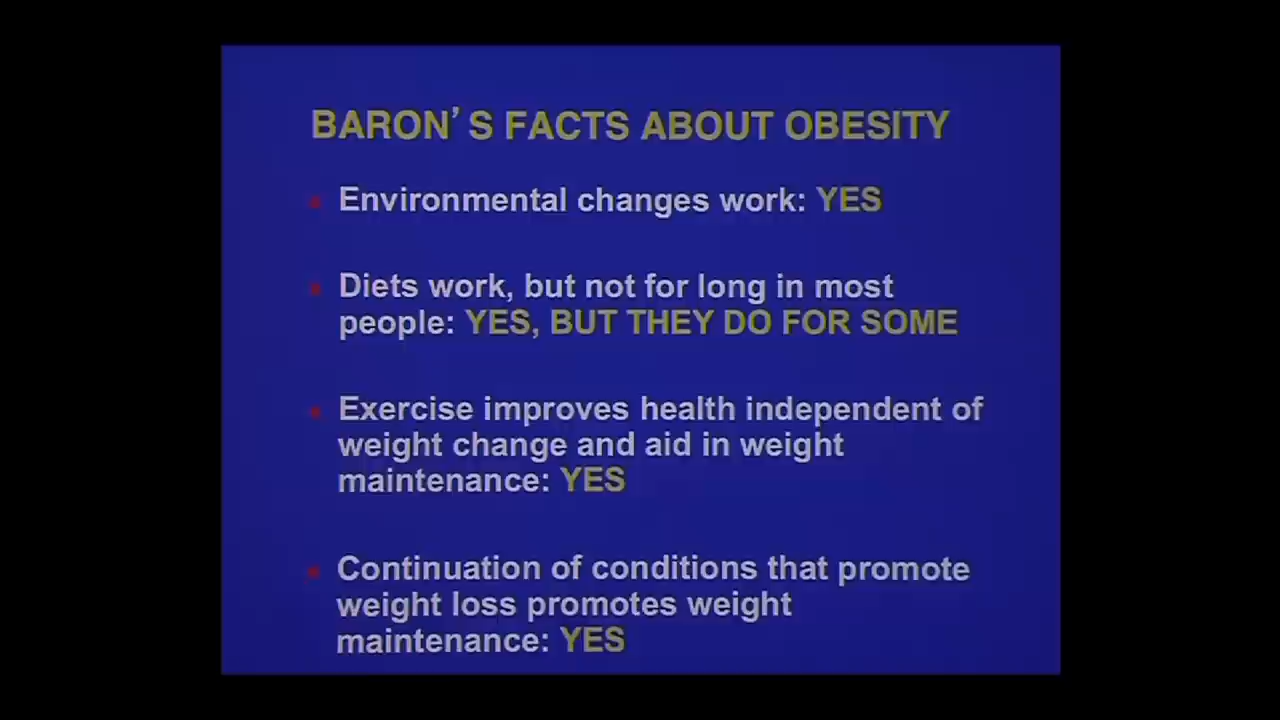 BARON'S FACTS ABOUT OBESITY
Environmental changes work: YES
Diets work, but not for long in most
people: YES, BUT THEY DO FOR SOME
Exercise improves health independent of
weight change and aid in weight
maintenance: YES
Continuation of conditions that promote
weight loss promotes weight
maintenance: YES